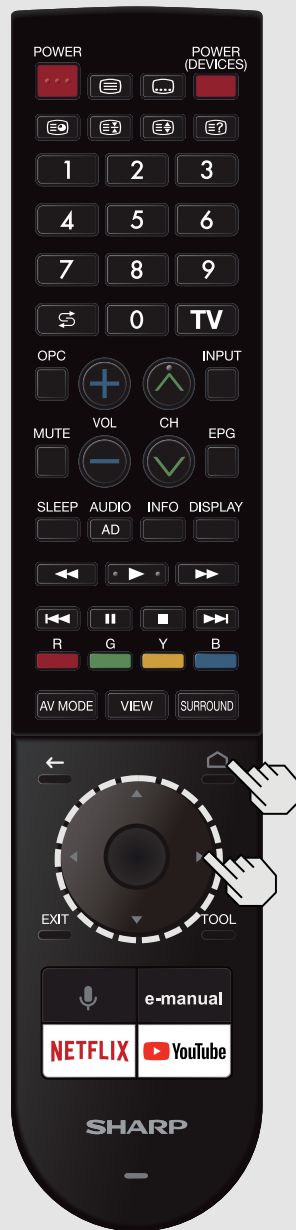 POWER
POWER
(DEVICES)
1 2 3
4 5 6
7 8 9
0 TV
OPC INPUT
MUTE VOL CH EPG
SLEEP AUDIO INFO DISPLAY
AD
R G Y B
AV MODE VIEW SURROUND
EXIT TOOL
e-manual
NETFLIX YouTube
SHARP